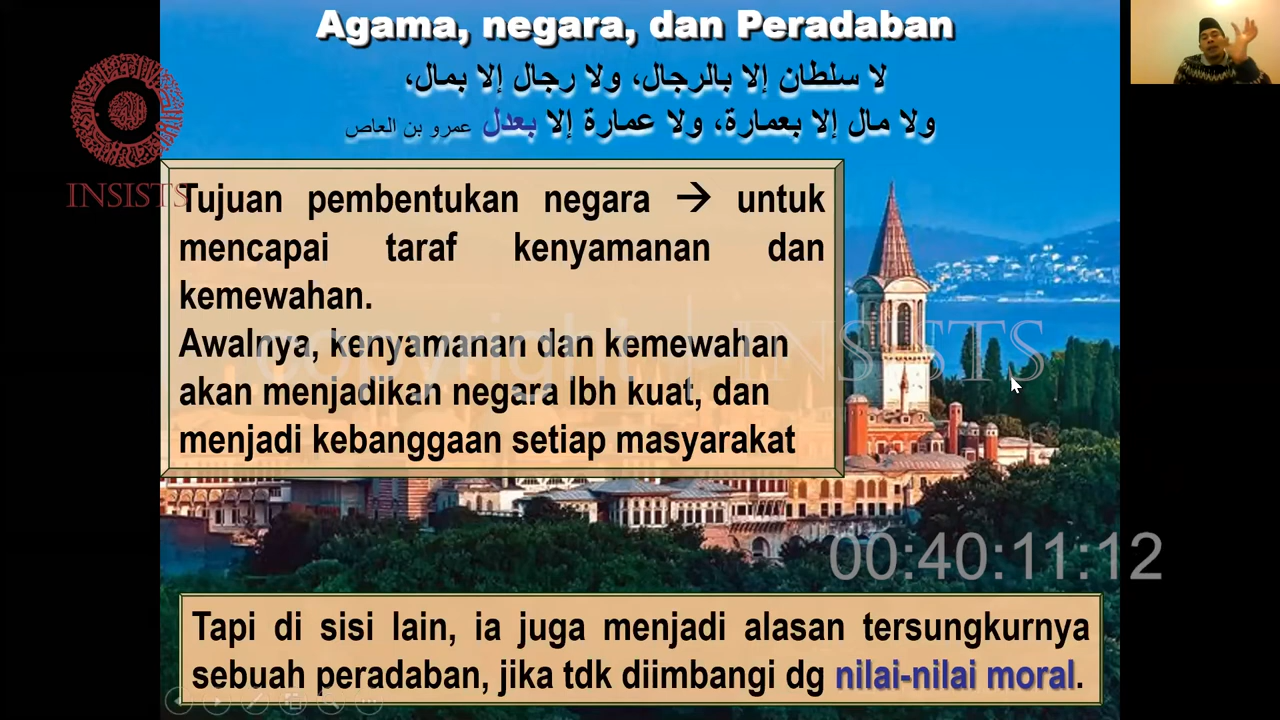 Agama, negara, dan Peradaban
لا سلطان إلا بالرجال، ولا رجال إلا بمال،
ولا مال إلا بعمارة، ولا عمارة إلا بعدل عمرو بن العاص
INSISTS
Tujuan pembentukan negara → untuk
mencapai taraf kenyamanan dan
kemewahan.
Awalnya, kenyamanan dan kemewahan
akan menjadikan negara lbh kuat, dan
menjadi kebanggaan setiap masyarakat
copyright | INSISTS
00:40:11:12
Tapi di sisi lain, ia juga menjadi alasan tersungkurnya
sebuah peradaban, jika tdk diimbangi dg nilai-nilai moral.